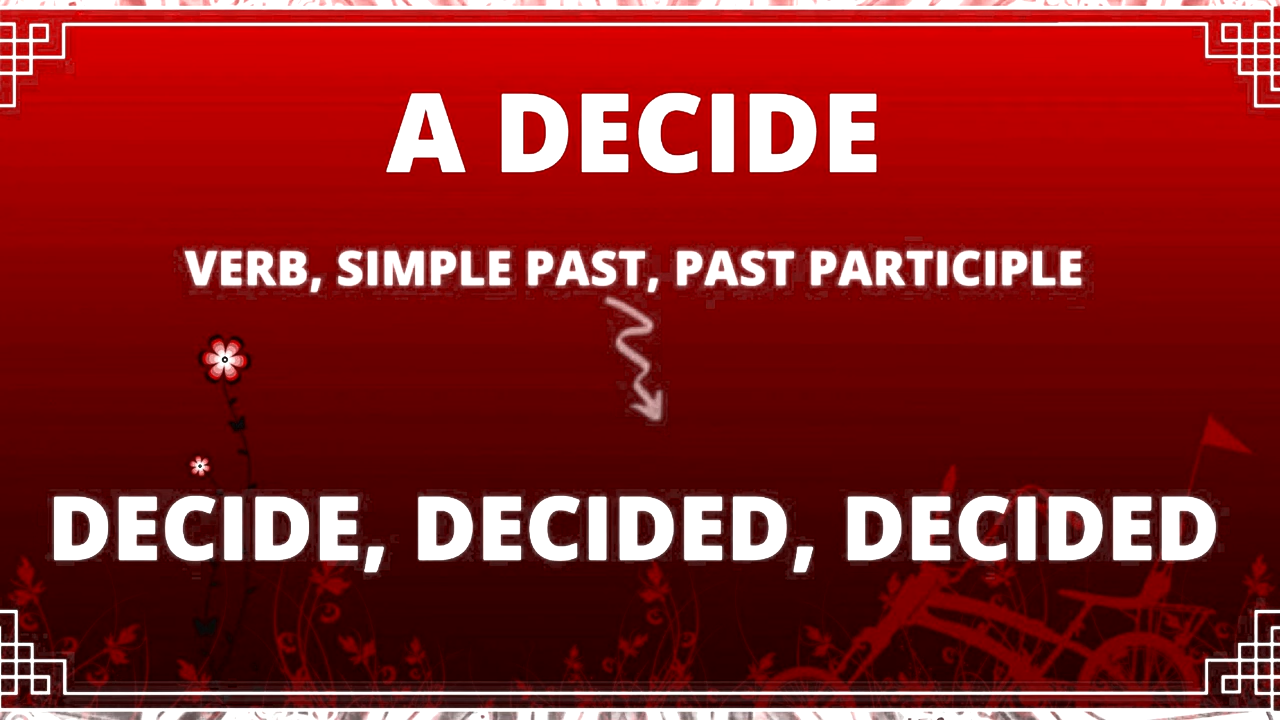 A DECIDE
VERB, SIMPLE PAST, PAST PARTICIPLE
DECIDE, DECIDED, DECIDED